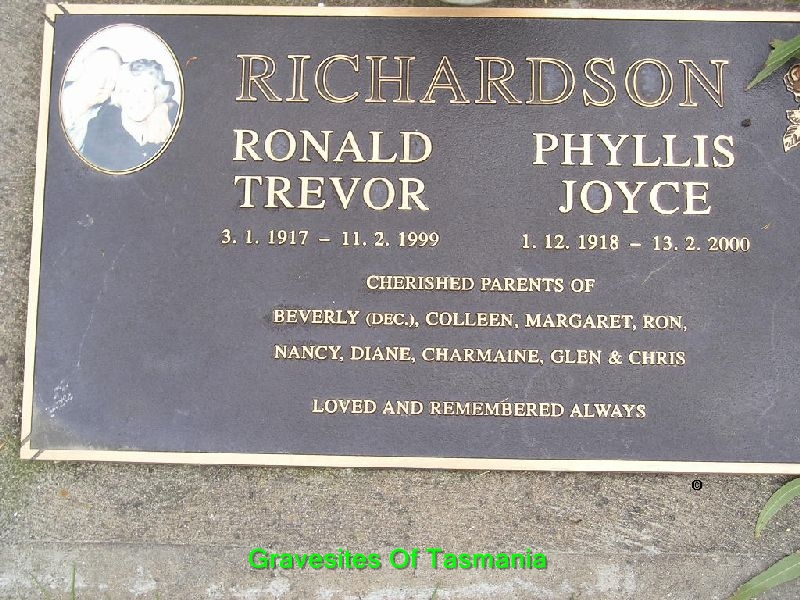 RICHARDSON
RONALD TREVOR
3. 1. 1917 – 11. 2. 1999
PHYLLIS JOYCE
1. 12. 1918 – 13. 2. 2000
CHERISHED PARENTS OF
BEVERLY (DEC.), COLLEEN, MARGARET, RON,
NANCY, DIANE, CHARMAINE, GLEN & CHRIS
LOVED AND REMEMBERED ALWAYS
©
Gravesites Of Tasmania